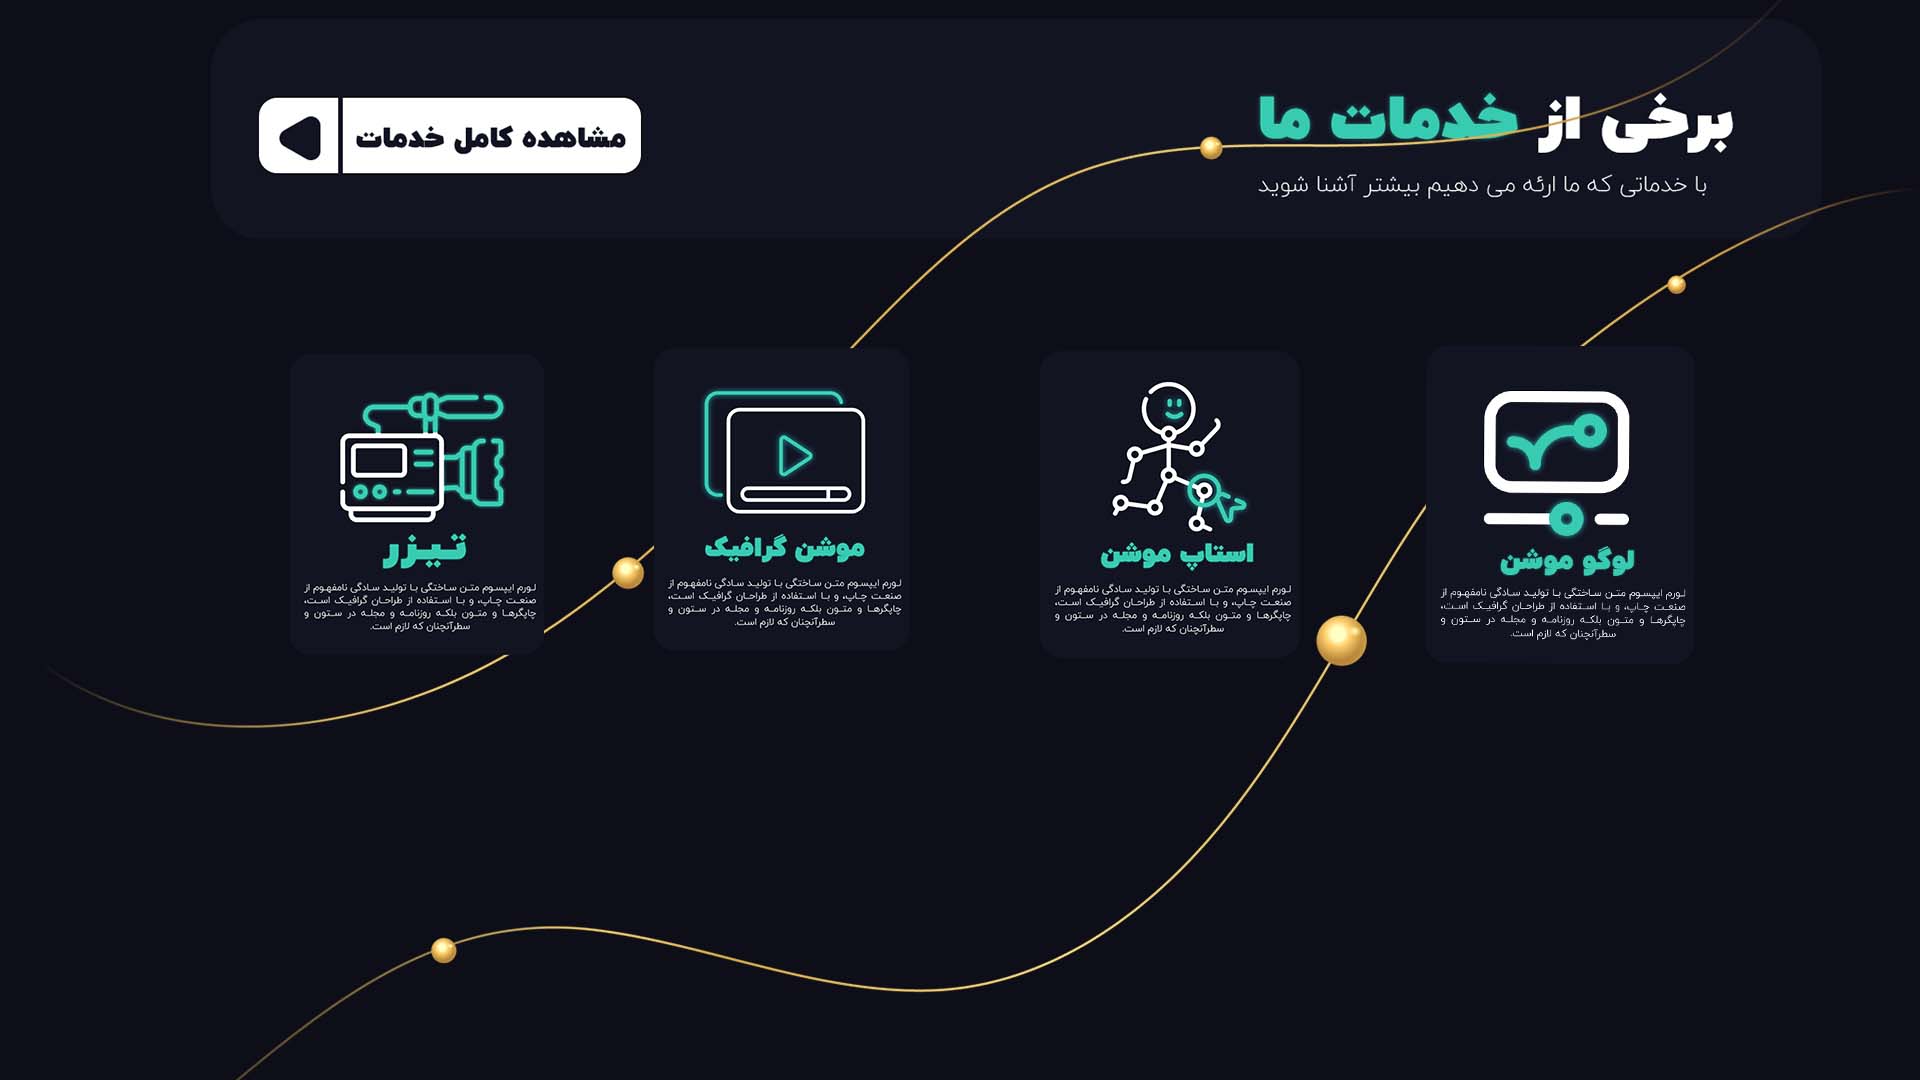 برخی از خدمات ما
با خدماتی که ما ارئه می دهیم بیشتر آشنا شوید
مشاهده کامل خدمات
لوگو موشن
لورم ایپسوم متن ساختگی با تولید سادگی نامفهوم از
صنعت چاپ، و با استفاده از طراحان گرافیک است،
چاپگرها و متون بلکه روزنامه و مجله در ستون و
سطرآنچنان که لازم است.
استاپ موشن
لورم ایپسوم متن ساختگی با تولید سادگی نامفهوم از
صنعت چاپ، و با استفاده از طراحان گرافیک است،
چاپگرها و متون بلکه روزنامه و مجله در ستون و
سطرآنچنان که لازم است.
موشن گرافیک
لورم ایپسوم متن ساختگی با تولید سادگی نامفهوم از
صنعت چاپ، و با استفاده از طراحان گرافیک است،
چاپگرها و متون بلکه روزنامه و مجله در ستون و
سطرآنچنان که لازم است.
تیزر
لورم ایپسوم متن ساختگی با تولید سادگی نامفهوم از
صنعت چاپ، و با استفاده از طراحان گرافیک است،
چاپگرها و متون بلکه روزنامه و مجله در ستون و
سطرآنچنان که لازم است.